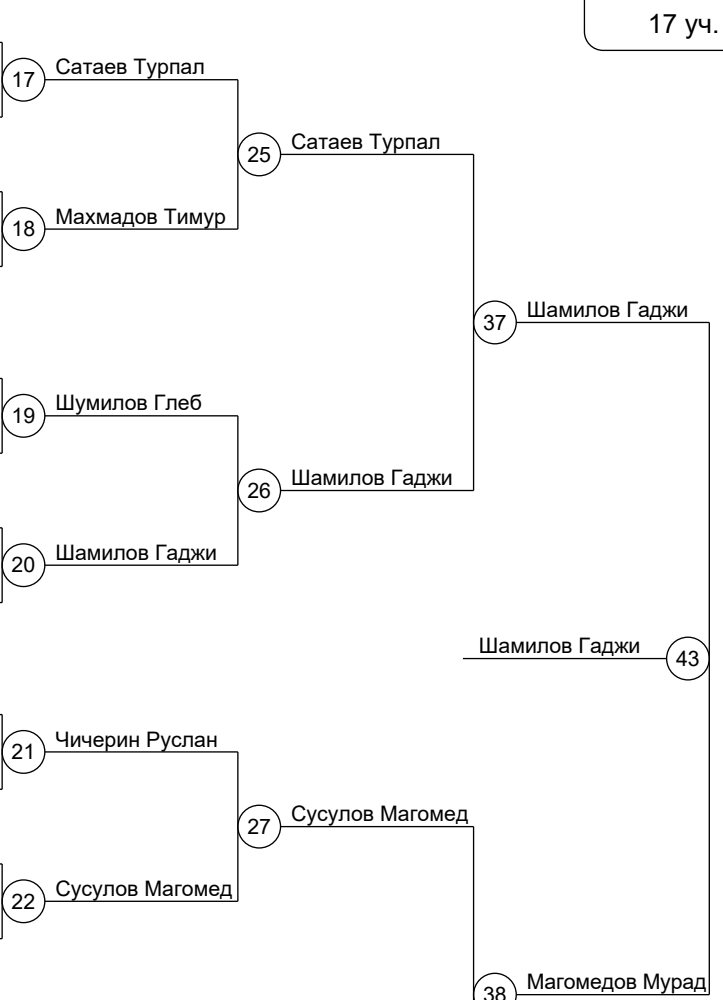 17 уч.
17 Сатаев Турпал
25 Сатаев Турпал
18 Махмадов Тимур
37 Шамилов Гаджи
19 Шумилов Глеб
26 Шамилов Гаджи
20 Шамилов Гаджи
Шамилов Гаджи 43
21 Чичерин Руслан
27 Сусулов Магомед
22 Сусулов Магомед
38 Магомедов Мурад